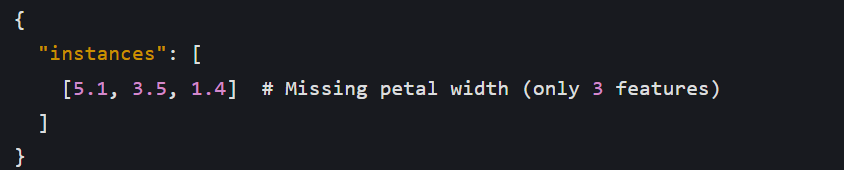 {
"instances": [
[5.1, 3.5, 1.4]  # Missing petal width (only 3 features)
]
}